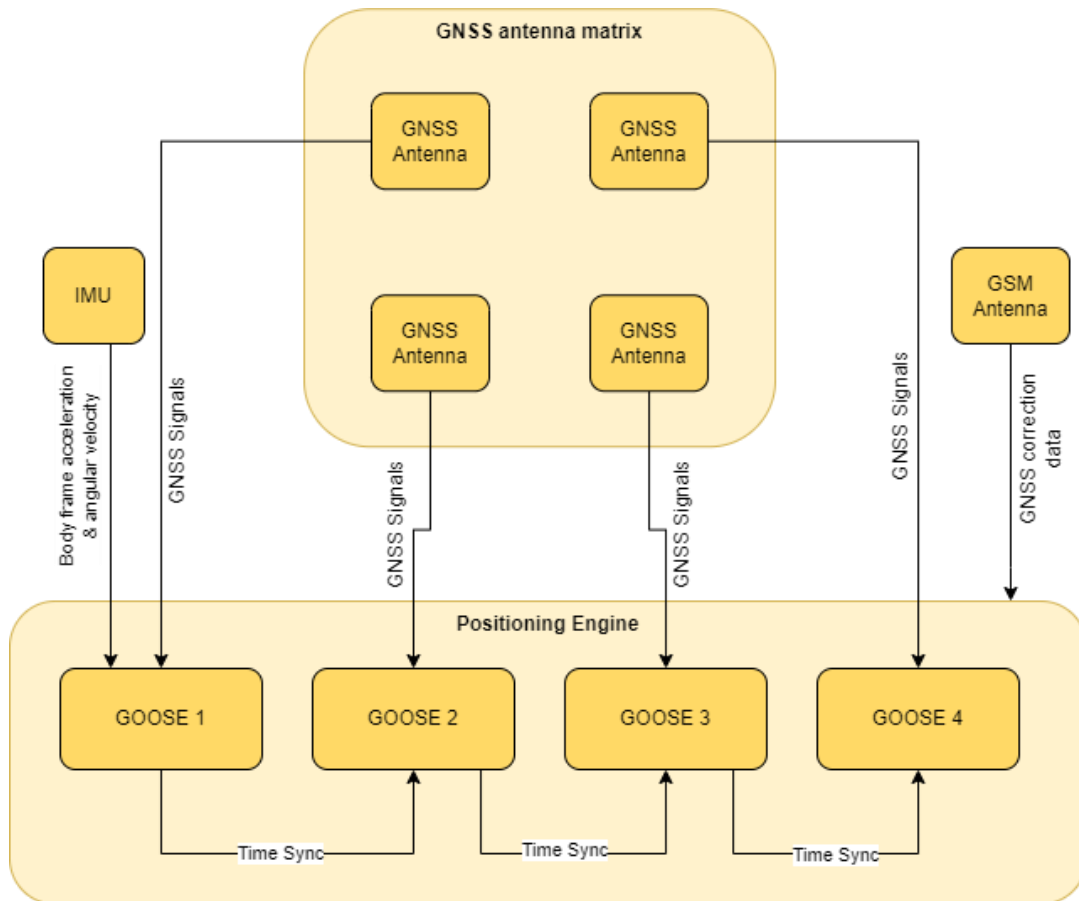 GNSS antenna matrix
GNSS
Antenna
GNSS
Antenna
IMU
GNSS
Antenna
GNSS
Antenna
GSM
Antenna
Body frame acceleration
& angular velocity
GNSS Signals
GNSS Signals
GNSS Signals
GNSS Signals
GNSS correction
data
Positioning Engine
GOOSE 1
GOOSE 2
GOOSE 3
GOOSE 4
Time Sync
Time Sync
Time Sync